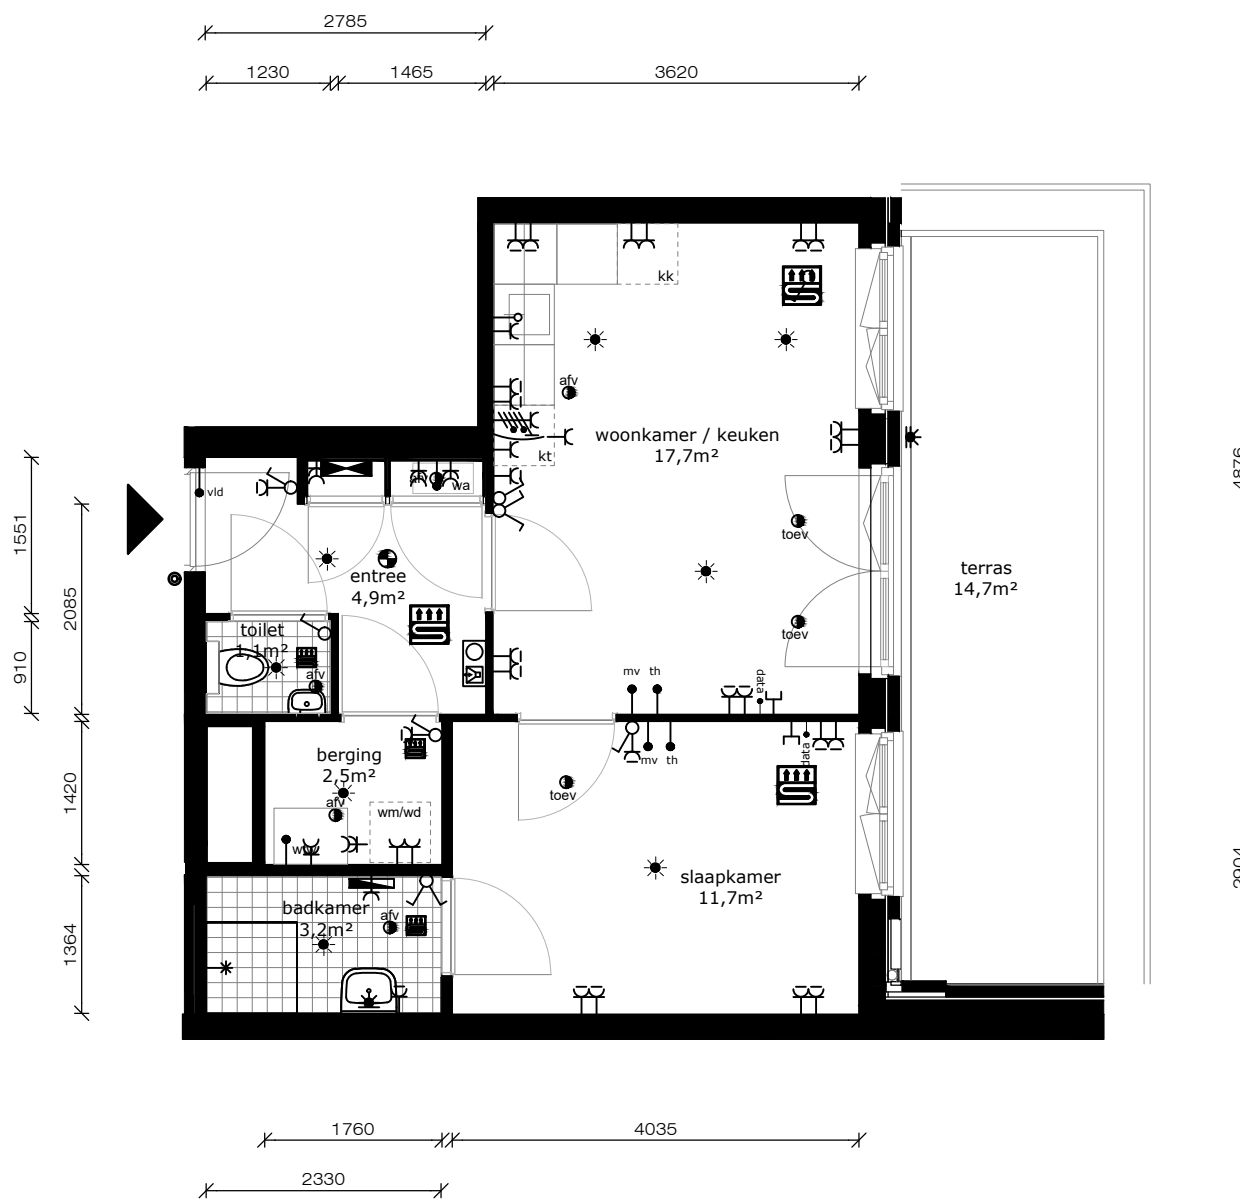 2785
1230
1465
3620
kk
afv
woonkamer / keuken
17,7m²
kt
4876
vld
wa
toev
1551
entree
4,9m²
terras
14,7m²
2085
toilet
1,1m²
toev
910
afv
mv
th
data
berging
2,5m²
data
mv
th
toev
1420
afv
wm/wd
slaapkamer
11,7m²
2904
badkamer
3,2m²
afv
1364
1760
4035
2330